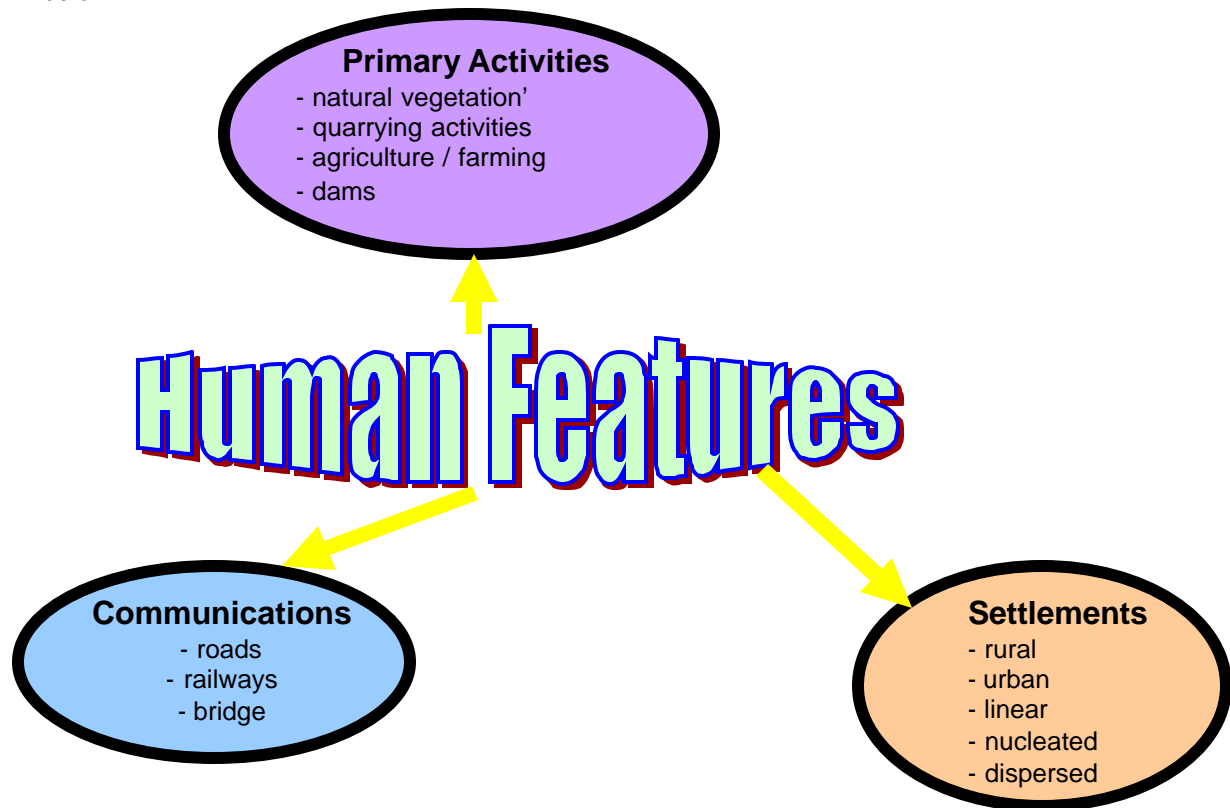 Primary Activities
- natural vegetation’
- quarrying activities
- agriculture / farming
- dams
Human Features
Communications
- roads
- railways
- bridge
Settlements
- rural
- urban
- linear
- nucleated
- dispersed